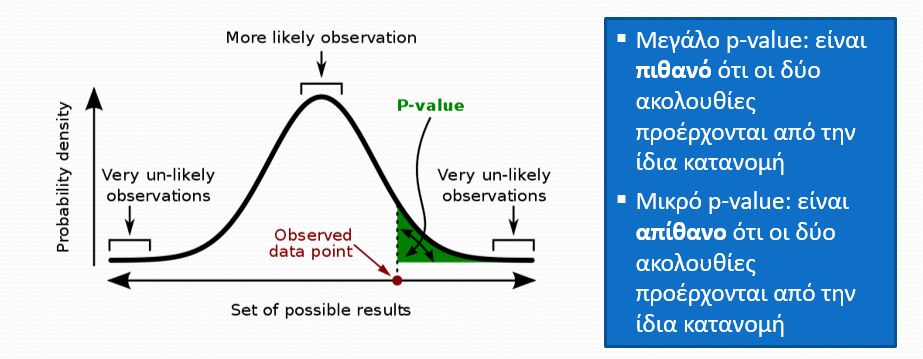 More likely observation
P-value
Probability density
Very un-likely
observations
Very un-likely
observations
Observed
data point
Set of possible results
▪ Μεγάλο p-value: είναι
πιθανό ότι οι δύο
ακολουθίες
προέρχονται από την
ίδια κατανομή
▪ Μικρό p-value: είναι
απίθανο ότι οι δύο
ακολουθίες
προέρχονται από την
ίδια κατανομή